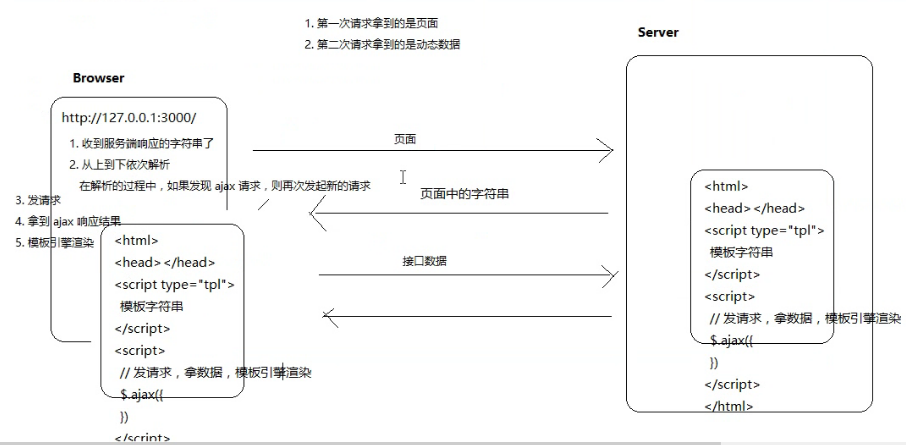 1. 第一次请求拿到的是页面
2. 第二次请求拿到的是动态数据
Server
Browser
http://127.0.0.1:3000/
1. 收到服务端响应的字符串了
2. 从上到下依次解析
在解析的过程中，如果发现 ajax 请求，则再次发起新的请求
3. 发请求
4. 拿到 ajax 响应结果
5. 模板引擎渲染
<html>
<head></head>
<script type="tpl">
模板字符串
</script>
<script>
// 发请求，拿数据，模板引擎渲染
$.ajax({
})
</script>
页面
页面中的字符串
接口数据
<html>
<head></head>
<script type="tpl">
模板字符串
</script>
<script>
// 发请求，拿数据，模板引擎渲染
$.ajax({
})
</script>
</html>